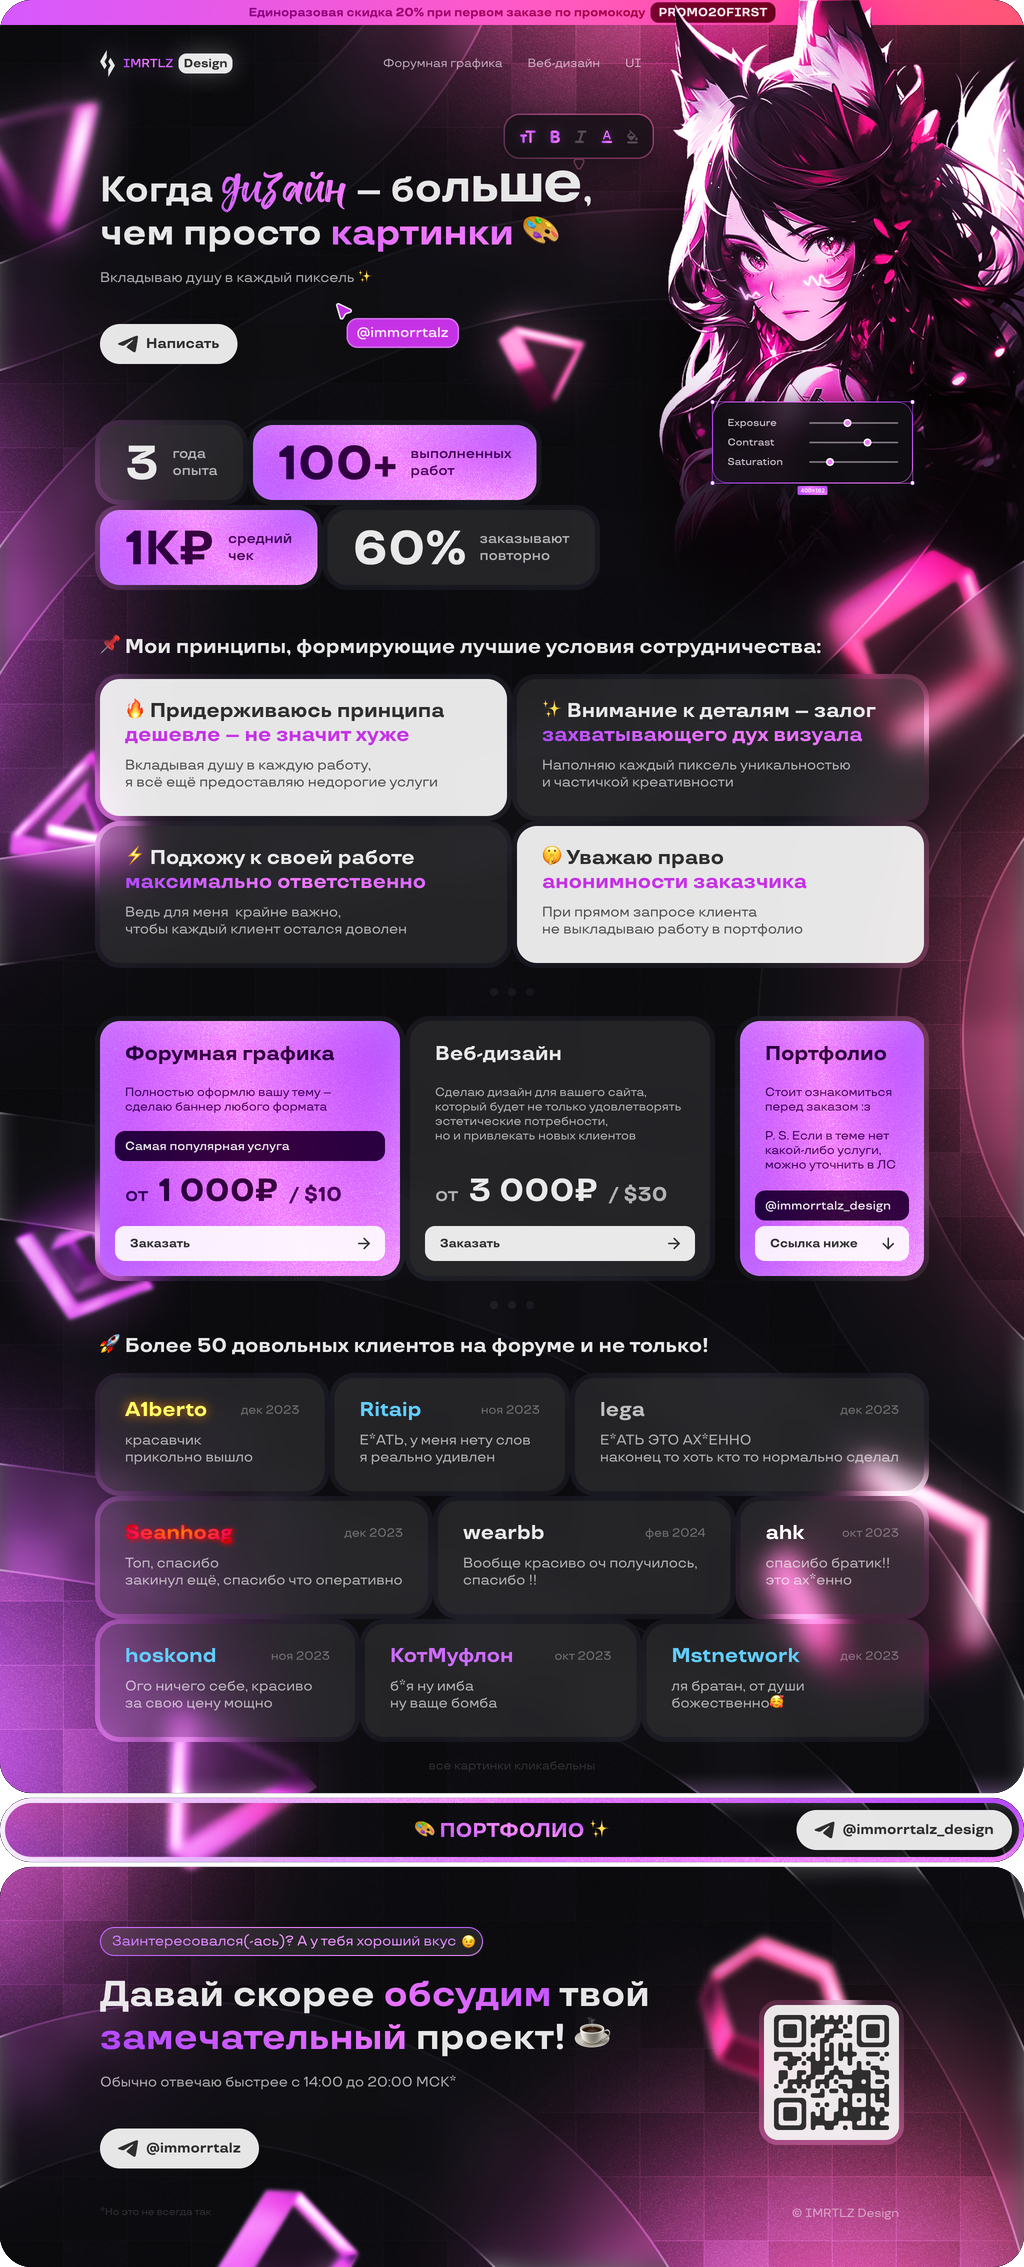 Единоразовая скидка 20% при первом заказе по промокоду PROMO20FIRST
IMRTLZ Design
Форумная графика Веб-дизайн UI
тТ B I A
Когда дизайн – больше,
чем просто картинки 🎨
Вкладываю душу в каждый пиксель ✨
@immorrtalz
Написать
Exposure
Contrast
Saturation
400×162
3 года
опыта
100+ выполненных
работ
1К₽ средний
чек
60% заказывают
повторно
📌 Мои принципы, формирующие лучшие условия сотрудничества:
🔥 Придерживаюсь принципа
дешевле – не значит хуже
Вкладывая душу в каждую работу,
я всё ещё предоставляю недорогие услуги
✨ Внимание к деталям – залог
захватывающего дух визуала
Наполняю каждый пиксель уникальностью
и частичкой креативности
⚡ Подхожу к своей работе
максимально ответственно
Ведь для меня  крайне важно,
чтобы каждый клиент остался доволен
🤫 Уважаю право
анонимности заказчика
При прямом запросе клиента
не выкладываю работу в портфолио
Форумная графика
Полностью оформлю вашу тему –
сделаю баннер любого формата
Самая популярная услуга
от 1 000₽ / $10
Заказать →
Веб-дизайн
Сделаю дизайн для вашего сайта,
который будет не только удовлетворять
эстетические потребности,
но и привлекать новых клиентов
от 3 000₽ / $30
Заказать →
Портфолио
Стоит ознакомиться
перед заказом :з
P. S. Если в теме нет
какой-либо услуги,
можно уточнить в ЛС
@immorrtalz_design
Ссылка ниже ↓
🚀 Более 50 довольных клиентов на форуме и не только!
A1berto дек 2023
красавчик
прикольно вышло
Ritaip ноя 2023
Е*АТЬ, у меня нету слов
я реально удивлен
lega дек 2023
Е*АТЬ ЭТО АХ*ЕННО
наконец то хоть кто то нормально сделал
Seanhoag дек 2023
Топ, спасибо
закинул ещё, спасибо что оперативно
wearbb фев 2024
Вообще красиво оч получилось,
спасибо !!
ahk окт 2023
спасибо братик!!
это ах*енно
hoskond ноя 2023
Ого ничего себе, красиво
за свою цену мощно
КотМуфлон окт 2023
б*я ну имба
ну ваще бомба
Mstnetwork дек 2023
ля братан, от души
божественно🥰
все картинки кликабельны
🎨 ПОРТФОЛИО ✨
@immorrtalz_design
Заинтересовался(-ась)? А у тебя хороший вкус 😉
Давай скорее обсудим твой
замечательный проект! ☕
Обычно отвечаю быстрее с 14:00 до 20:00 МСК*
@immorrtalz
*Но это не всегда так
© IMRTLZ Design